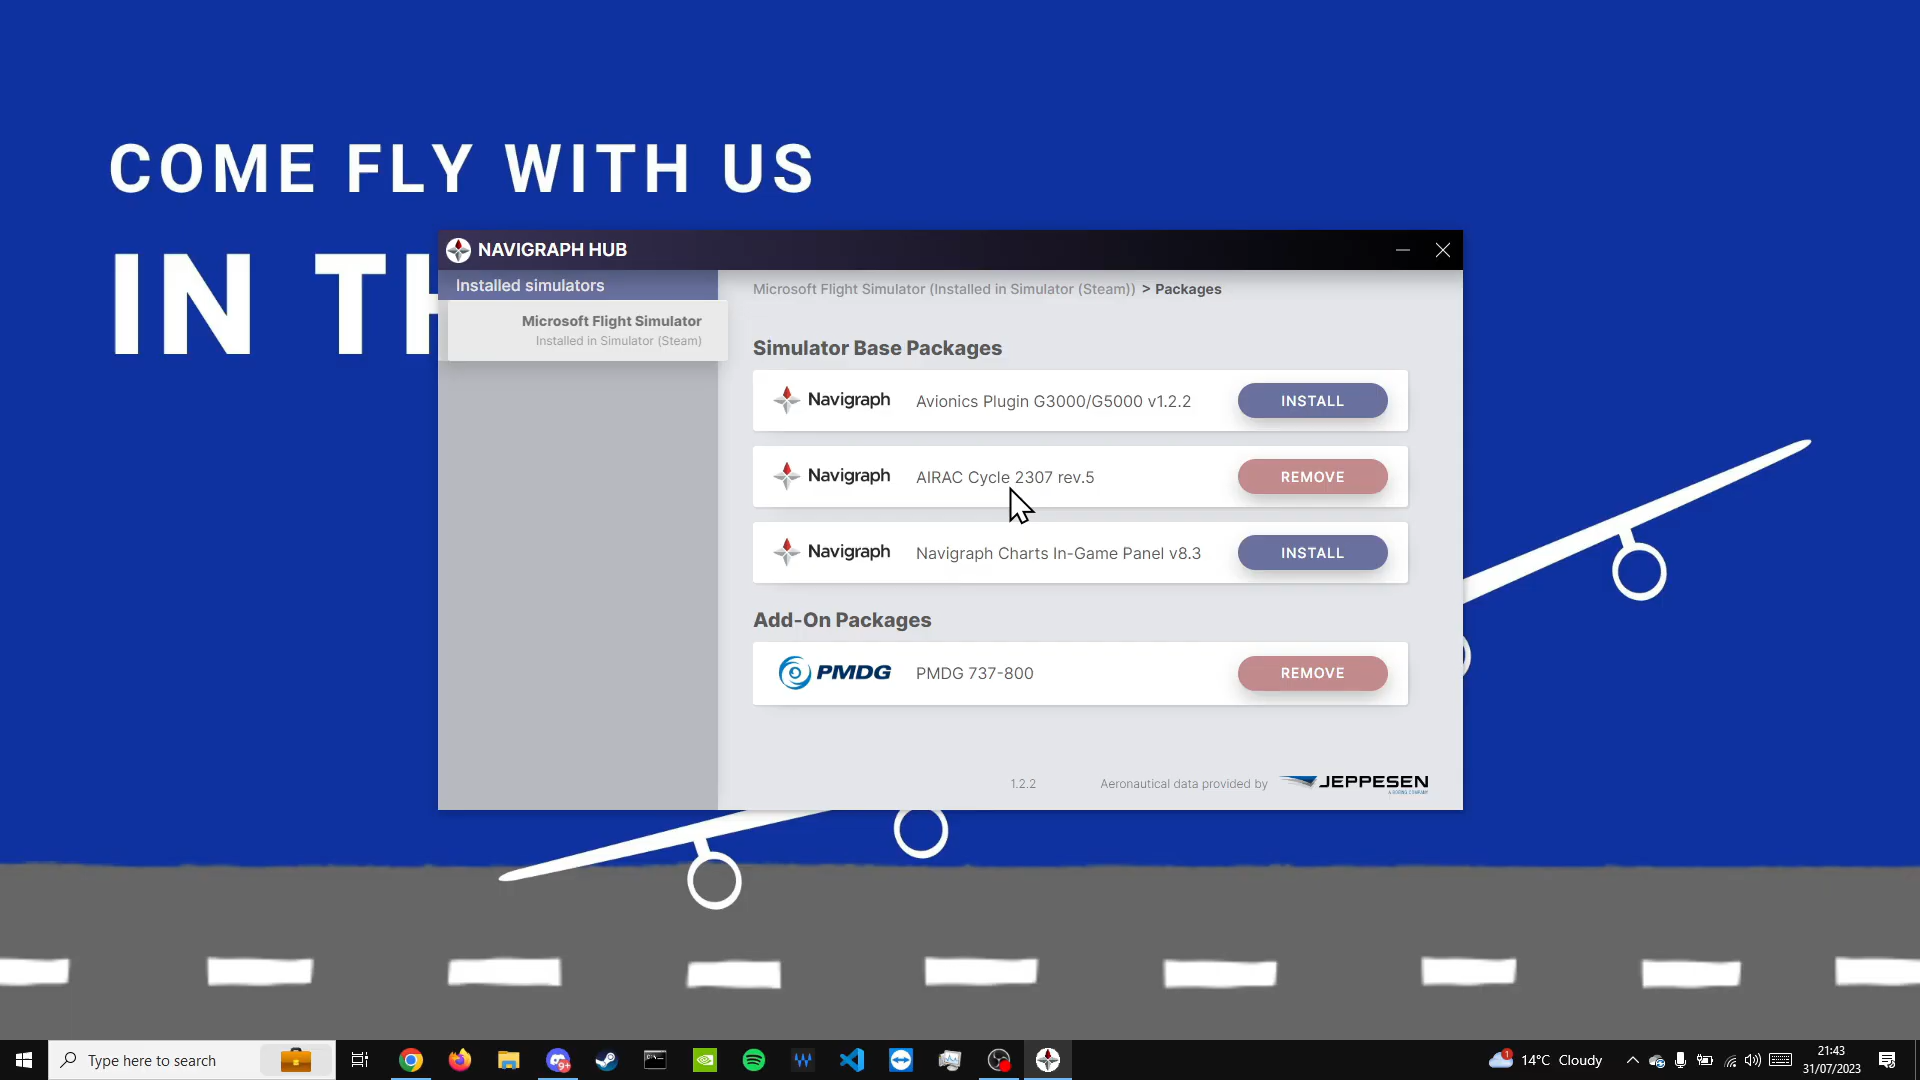 COME FLY WITH US
IN TH
NAVIGRAPH HUB
Installed simulators
Microsoft Flight Simulator
Installed in Simulator (Steam)
Microsoft Flight Simulator (Installed in Simulator (Steam)) > Packages
Simulator Base Packages
Navigraph Avionics Plugin G3000/G5000 v1.2.2 INSTALL
Navigraph AIRAC Cycle 2307 rev.5 REMOVE
Navigraph Navigraph Charts In-Game Panel v8.3 INSTALL
Add-On Packages
PMDG PMDG 737-800 REMOVE
1.2.2 Aeronautical data provided by JEPPESEN
A BOEING COMPANY
Type here to search
9+
1
14°C Cloudy
21:43
31/07/2023